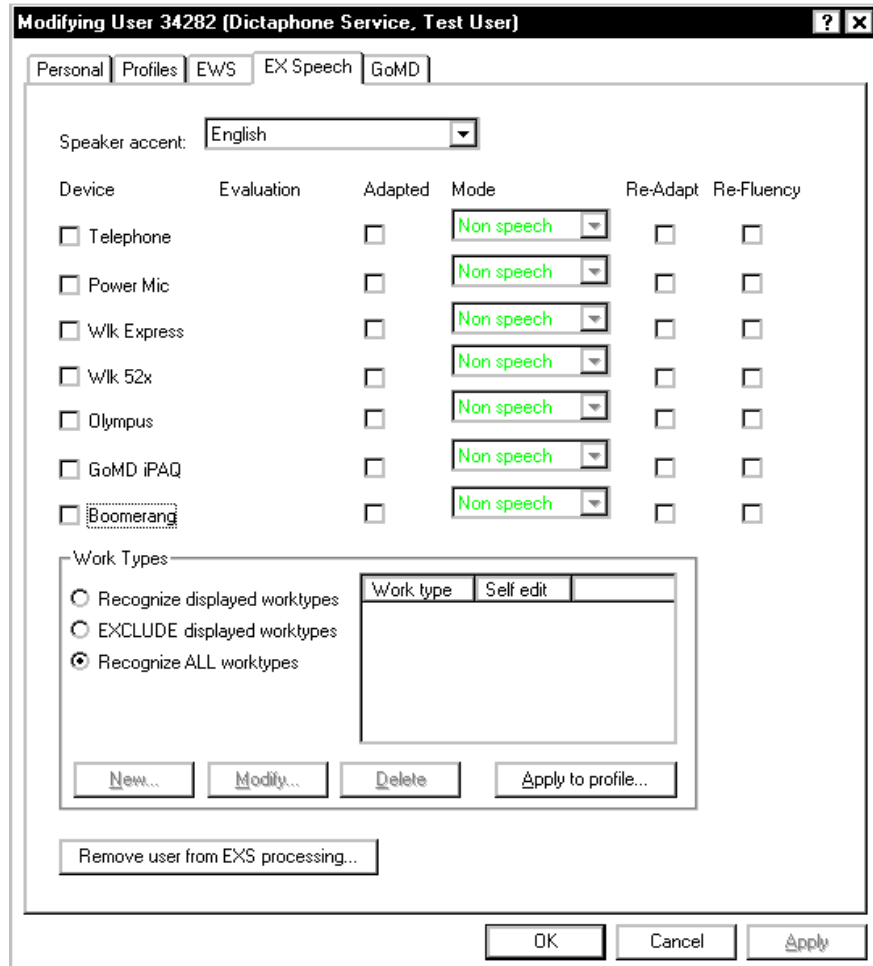 Modifying User 34282 (Dictaphone Service, Test User)
Personal Profiles EWS EX Speech GoMD
Speaker accent: English
Device Evaluation Adapted Mode Re-Adapt Re-Fluency
Telephone Non speech
Power Mic Non speech
Wlk Express Non speech
Wlk 52x Non speech
Olympus Non speech
GoMD iPAQ Non speech
Boomerang Non speech
Work Types
Work type Self edit
Recognize displayed worktypes
EXCLUDE displayed worktypes
Recognize ALL worktypes
New... Modify... Delete Apply to profile...
Remove user from EXS processing...
OK Cancel Apply